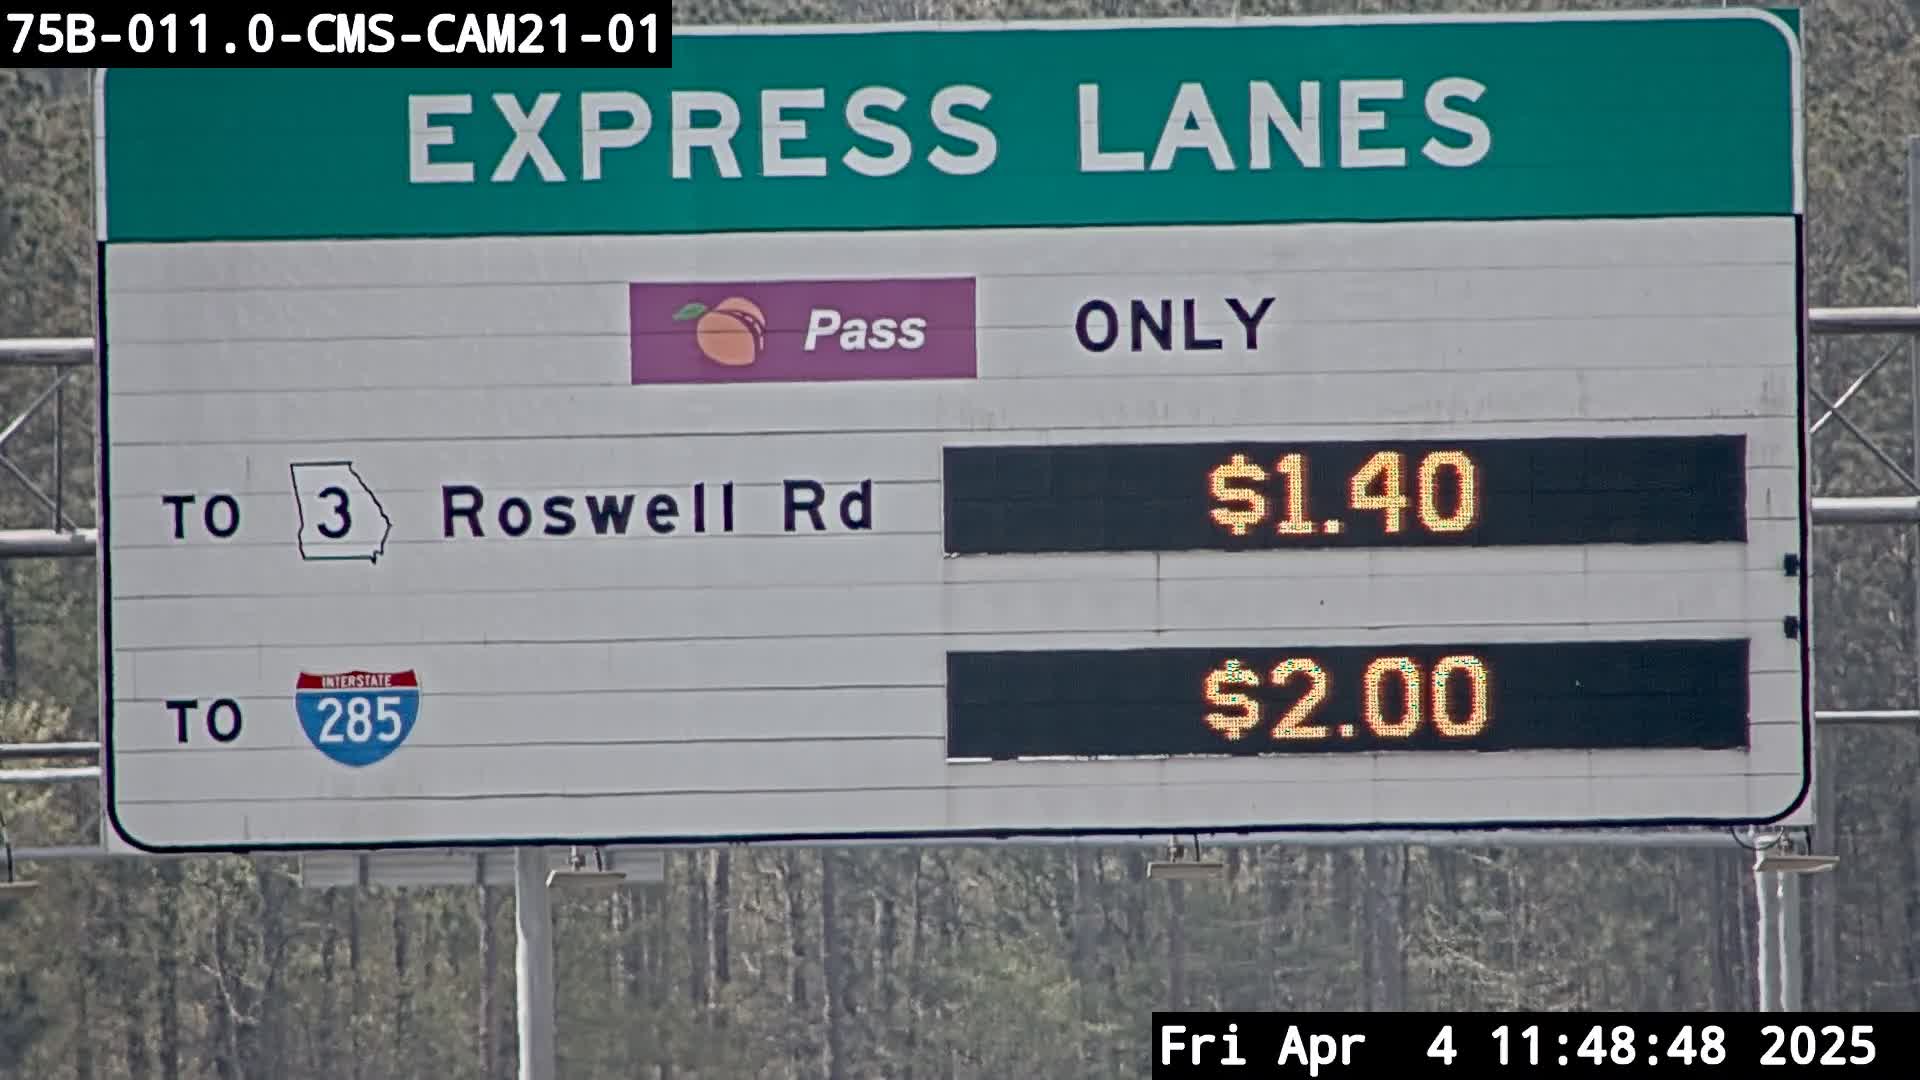 75B-011.0-CMS-CAM21-01
EXPRESS LANES
Pass ONLY
TO 3 Roswell Rd $1.40
TO INTERSTATE 285 $2.00
Fri Apr 4 11:48:48 2025